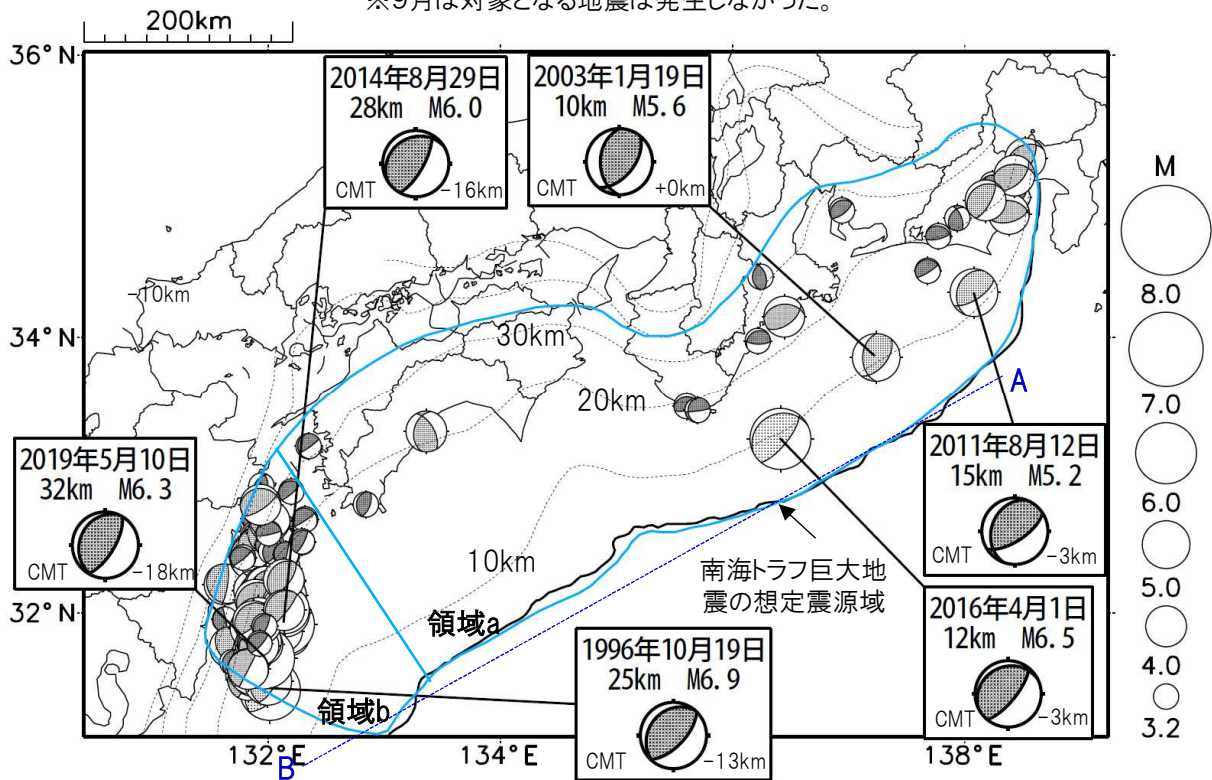 ※9月は対象となる地震は発生しなかった。
200km
36°N
34°N
32°N
132°E
134°E
138°E
2014年8月29日
28km M6.0
CMT
-16km
2003年1月19日
10km M5.6
CMT
+0km
2019年5月10日
32km M6.3
CMT
-18km
1996年10月19日
25km M6.9
CMT
-13km
2011年8月12日
15km M5.2
CMT
-3km
2016年4月1日
12km M6.5
CMT
-3km
-10km
30km
20km
10km
領域a
領域b
南海トラフ巨大地
震の想定震源域
A
B
M
8.0
7.0
6.0
5.0
4.0
3.2